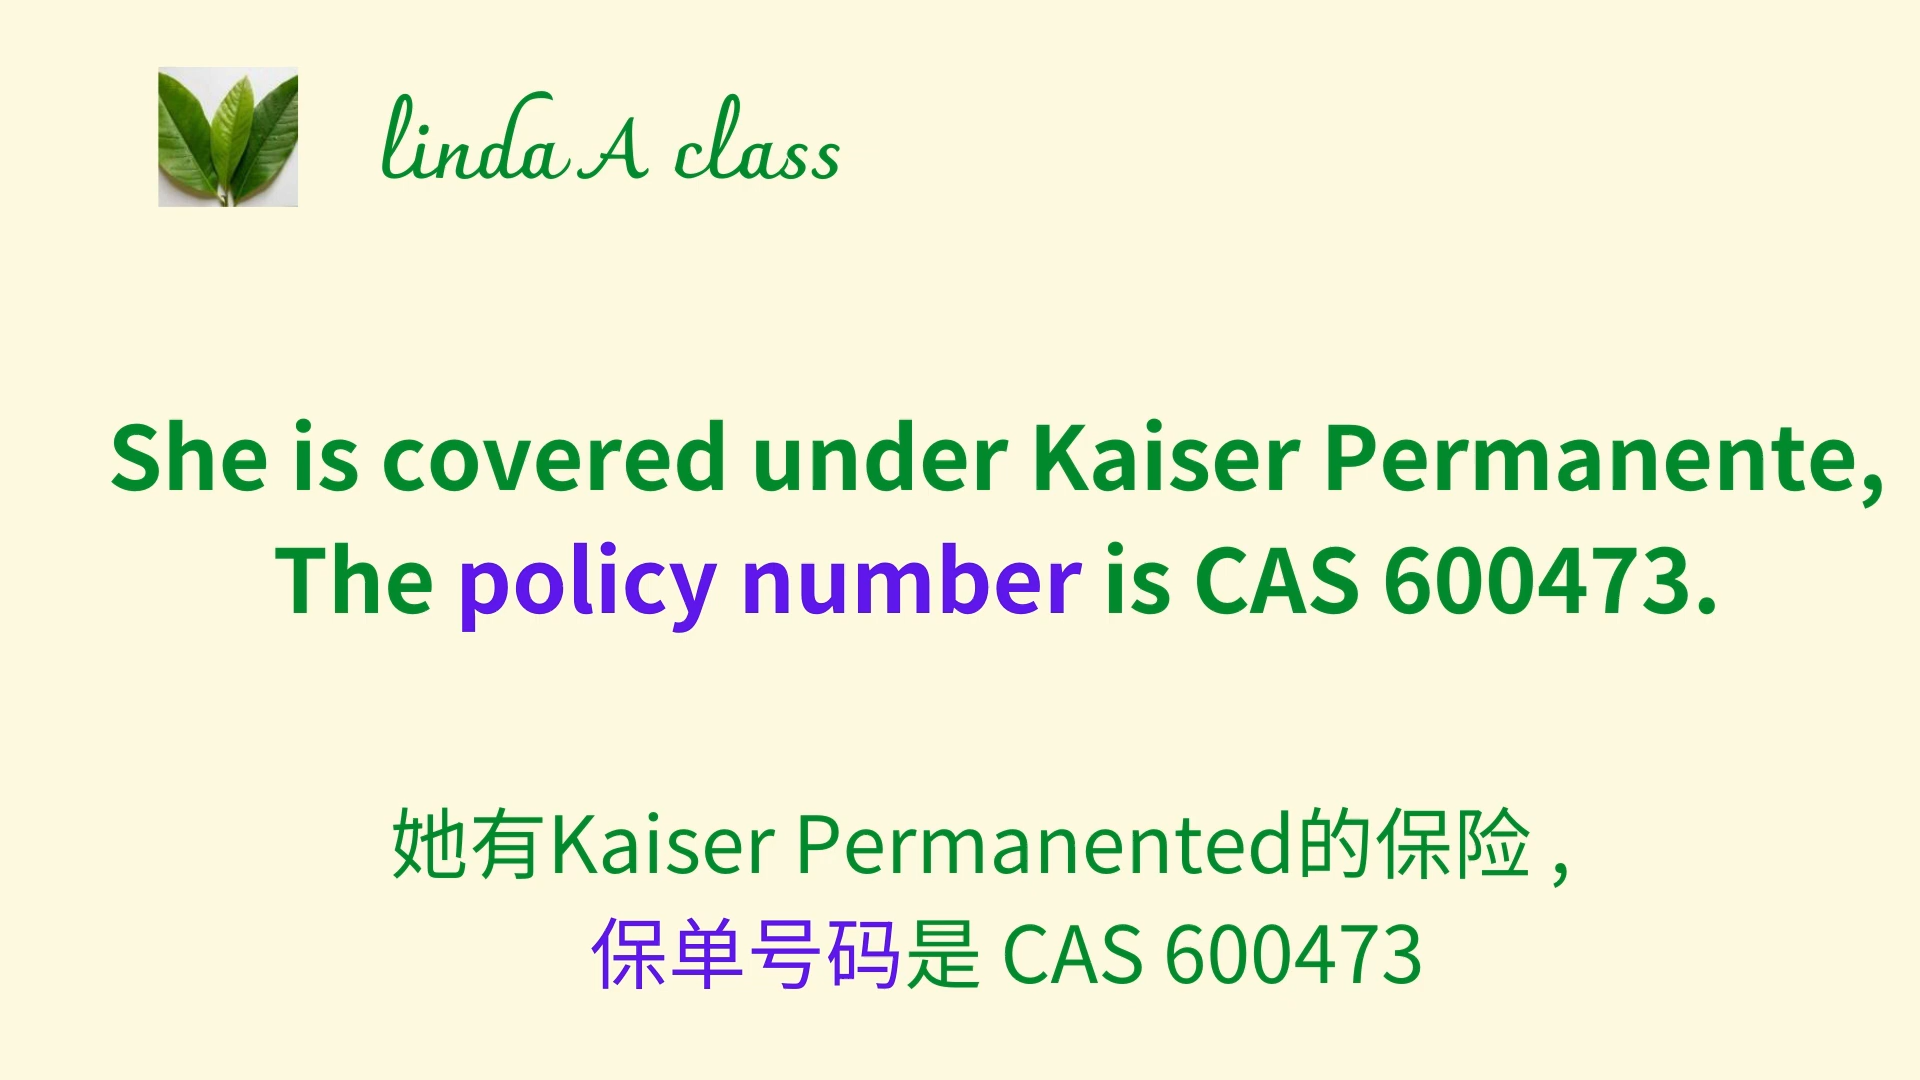 linda A class
She is covered under Kaiser Permanente,
The policy number is CAS 600473.
她有Kaiser Permanented的保险 ,
保单号码是 CAS 600473